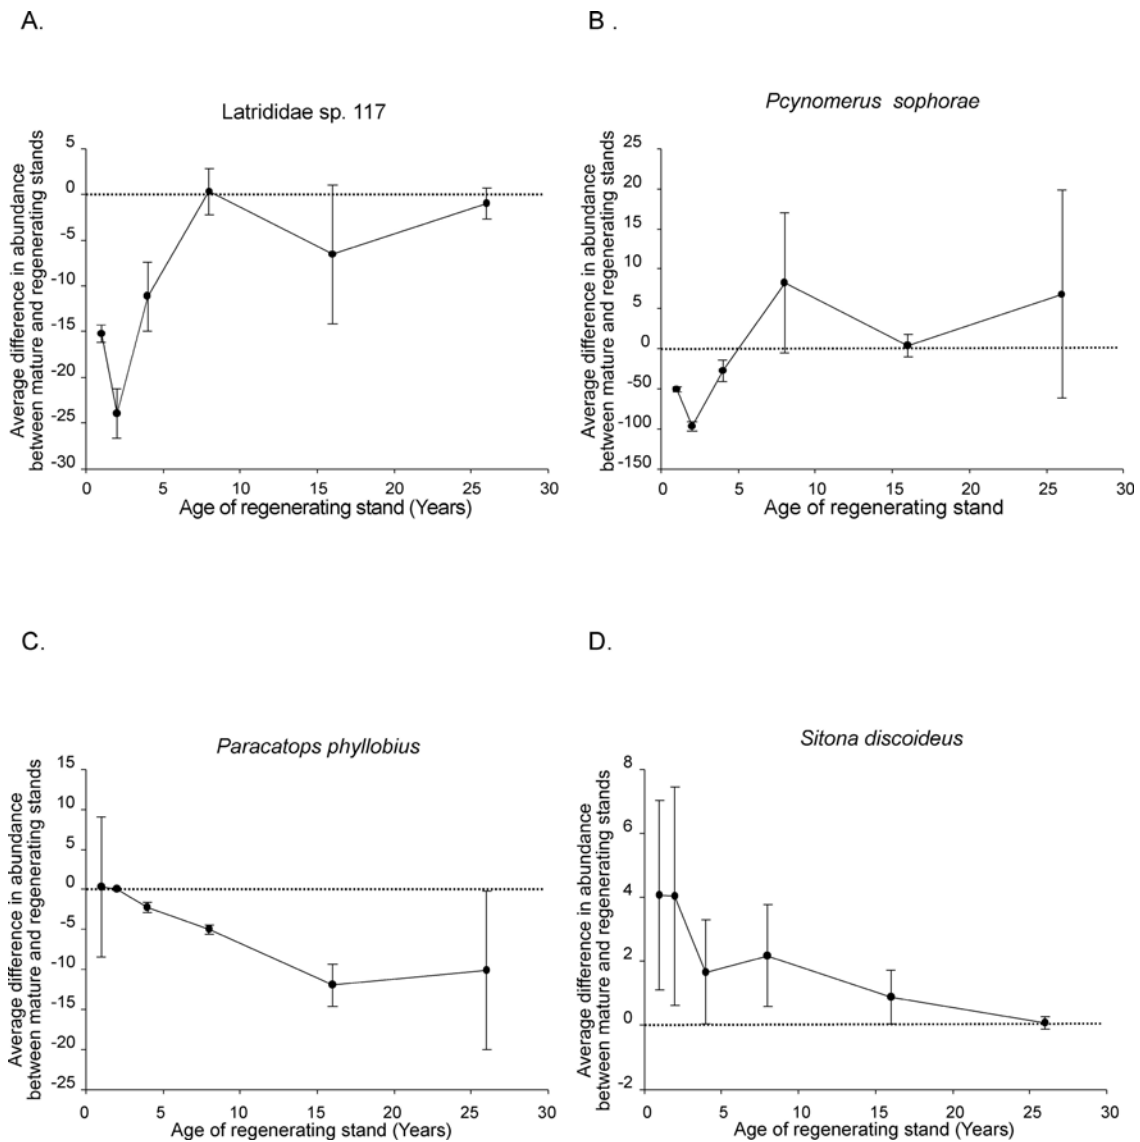 A.
B .
Latrididae sp. 117
Average difference in abundance
between mature and regenerating stands
5
0
-5
-10
-15
-20
-25
-30
0 5 10 15 20 25 30
Age of regenerating stand (Years)
Pcynomerus sophorae
Average difference in abundance
between mature and regenerating stands
25
20
15
10
5
0
-50
-100
-150
0 5 10 15 20 25 30
Age of regenerating stand
C.
D.
Paracatops phyllobius
Average difference in abundance
between mature and regenerating stands
15
10
5
0
-5
-10
-15
-20
-25
0 5 10 15 20 25 30
Age of regenerating stand (Years)
Sitona discoideus
Average difference in abundance
between mature and regenerating stands
8
6
4
2
0
-2
0 5 10 15 20 25 30
Age of regenerating stand (Years)